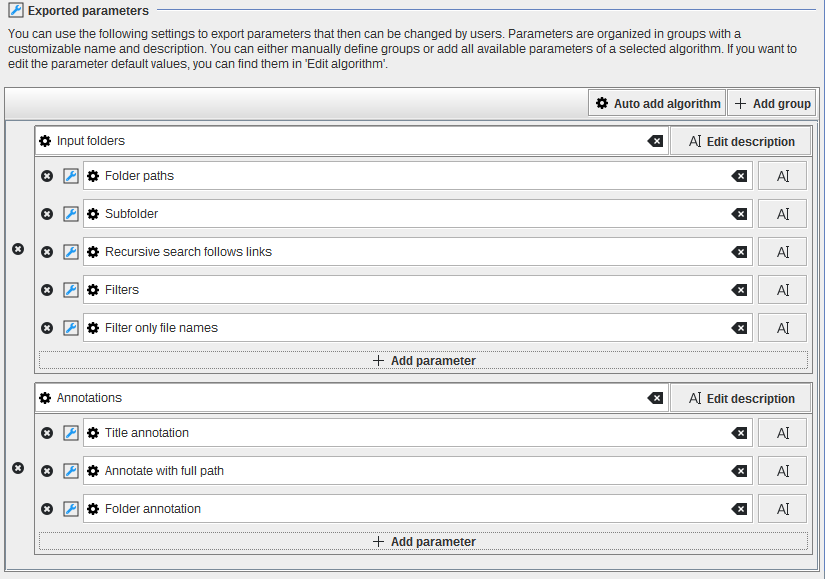 Exported parameters
You can use the following settings to export parameters that then can be changed by users. Parameters are organized in groups with a
customizable name and description. You can either manually define groups or add all available parameters of a selected algorithm. If you want to
edit the parameter default values, you can find them in 'Edit algorithm'.
Auto add algorithm Add group
Input folders Edit description
Folder paths
Subfolder
Recursive search follows links
Filters
Filter only file names
Add parameter
Annotations Edit description
Title annotation
Annotate with full path
Folder annotation
Add parameter